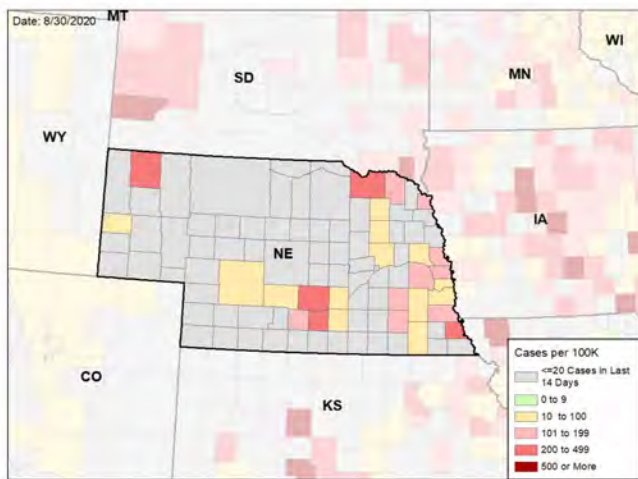 Date: 8/30/2020
MT
WI
SD
MN
WY
IA
NE
CO
KS
Cases per 100K
<=20 Cases in Last
14 Days
0 to 9
10 to 100
101 to 199
200 to 499
500 or More